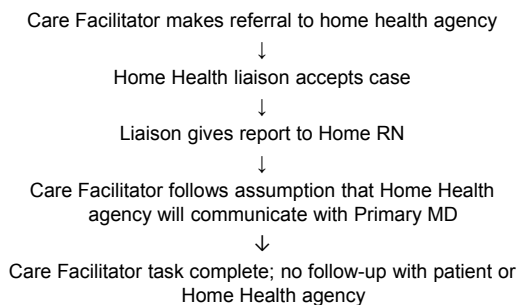 Care Facilitator makes referral to home health agency
↓
Home Health liaison accepts case
↓
Liaison gives report to Home RN
↓
Care Facilitator follows assumption that Home Health
agency will communicate with Primary MD
↓
Care Facilitator task complete; no follow-up with patient or
Home Health agency